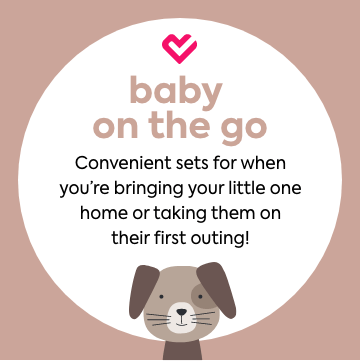 baby
on the go
Convenient sets for when
you're bringing your little one
home or taking them on
their first outing!